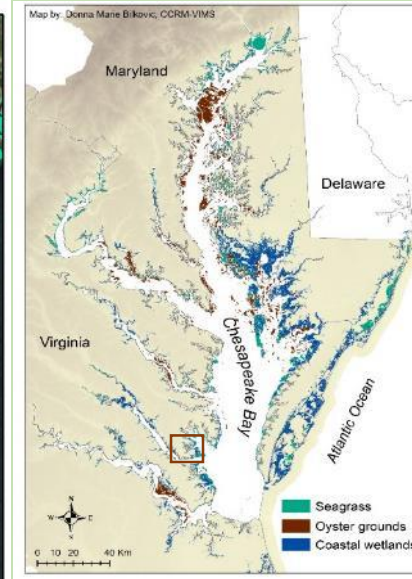 Map by: Donna Marie Bilkovic, CCRM-VIMS
Maryland
Delaware
Virginia
Chesapeake Bay
Atlantic Ocean
N
W
E
S
0 10 20 40 Km
Seagrass
Oyster grounds
Coastal wetlands